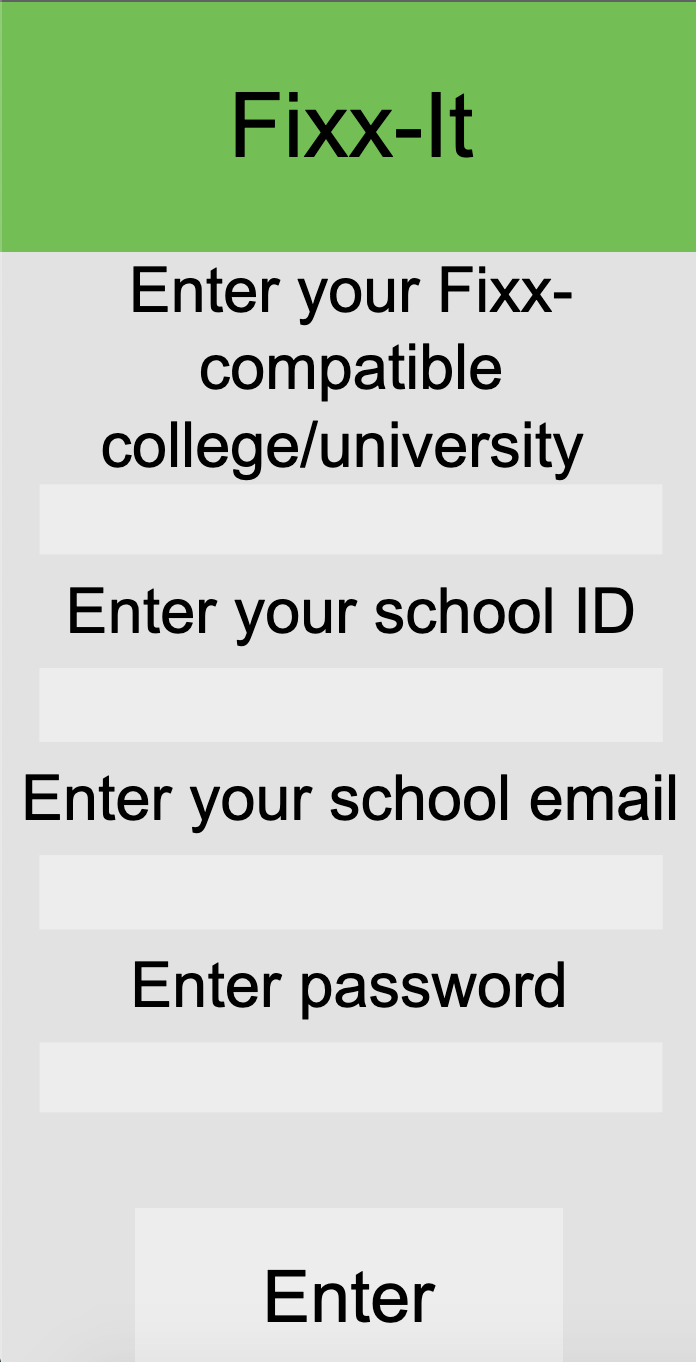 Fixx-It
Enter your Fixx-
compatible
college/university
Enter your school ID
Enter your school email
Enter password
Enter